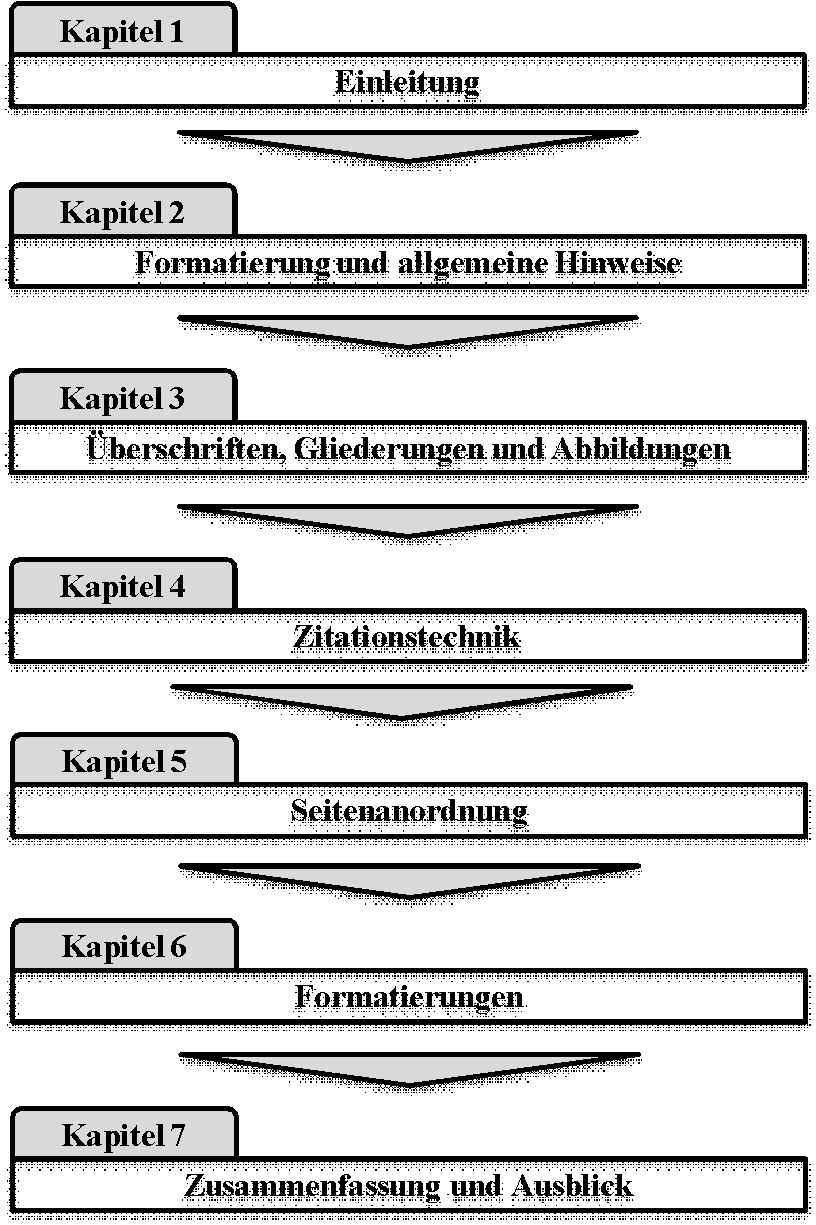 Kapitel 1
Einleitung
Kapitel 2
Formatierung und allgemeine Hinweise
Kapitel 3
Überschriften, Gliederungen und Abbildungen
Kapitel 4
Zitationstechnik
Kapitel 5
Seitenanordnung
Kapitel 6
Formatierungen
Kapitel 7
Zusammenfassung und Ausblick